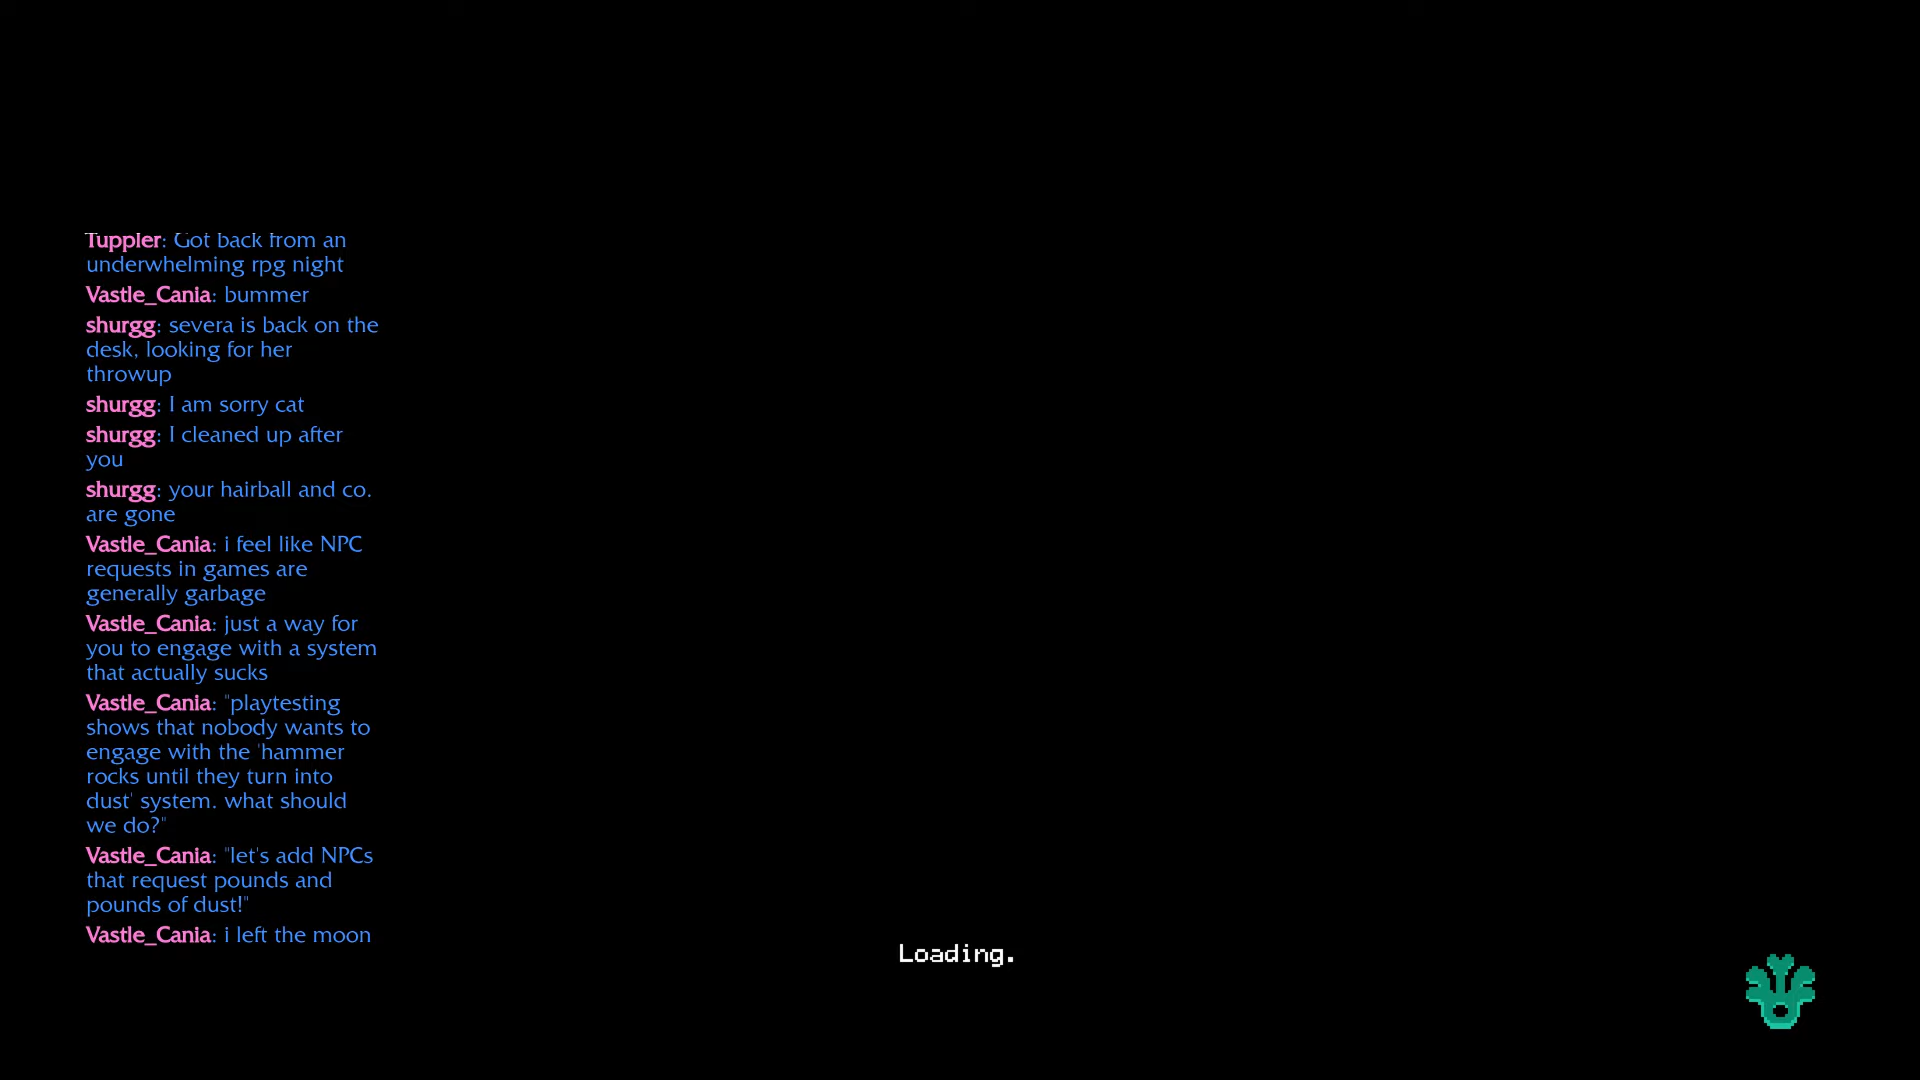 Tuppler: Got back from an
underwhelming rpg night
Vastle_Cania: bummer
shurgg: severa is back on the
desk, looking for her
throwup
shurgg: I am sorry cat
shurgg: I cleaned up after
you
shurgg: your hairball and co.
are gone
Vastle_Cania: i feel like NPC
requests in games are
generally garbage
Vastle_Cania: just a way for
you to engage with a system
that actually sucks
Vastle_Cania: "playtesting
shows that nobody wants to
engage with the 'hammer
rocks until they turn into
dust' system. what should
we do?"
Vastle_Cania: "let's add NPCs
that request pounds and
pounds of dust!"
Vastle_Cania: i left the moon
Loading.